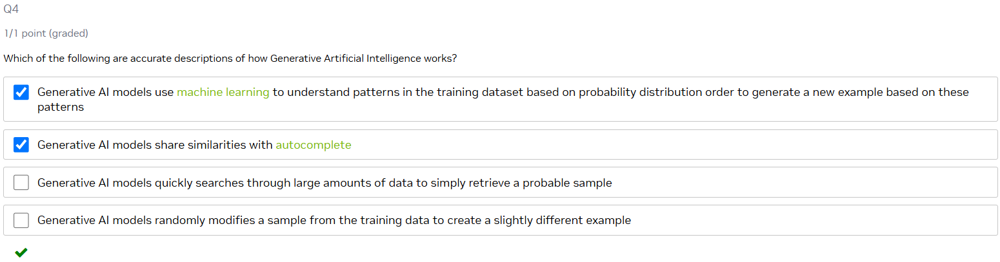 Q4
1/1 point (graded)
Which of the following are accurate descriptions of how Generative Artificial Intelligence works?
Generative AI models use machine learning to understand patterns in the training dataset based on probability distribution order to generate a new example based on these
patterns
Generative AI models share similarities with autocomplete
Generative AI models quickly searches through large amounts of data to simply retrieve a probable sample
Generative AI models randomly modifies a sample from the training data to create a slightly different example